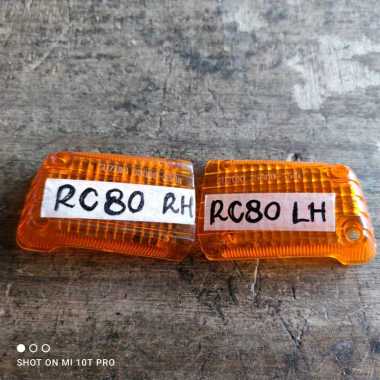 RC80 RH
RC80 LH
SHOT ON MI 10T PRO